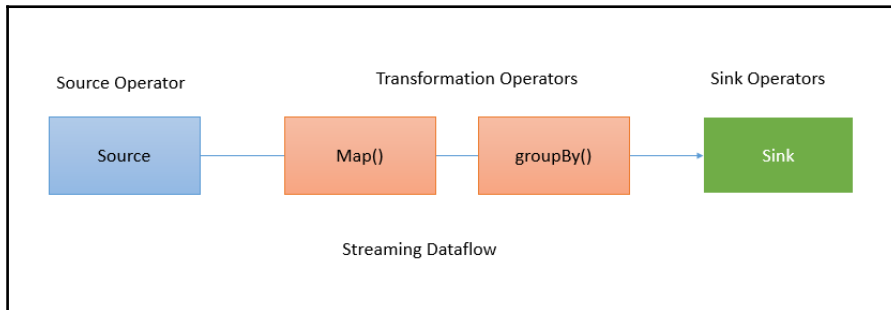 Source Operator
Transformation Operators
Sink Operators
Source
Map()
groupBy()
Sink
Streaming Dataflow